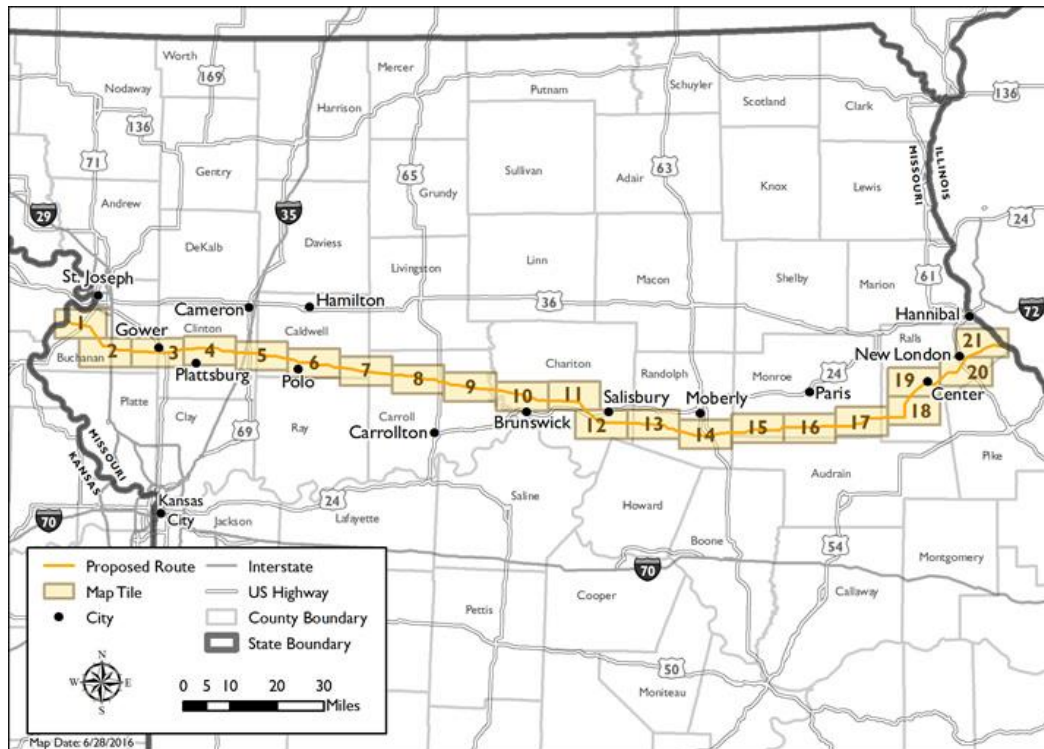 Worth
Mercer
Nodaway
169
Harrison
Putnam
Schuyler
Scotland
Clark
136
136
71
Gentry
65
Grundy
Sullivan
Adair
63
Knox
Lewis
MISSOURI
ILLINOIS
Andrew
29
35
24
DeKalb
Daviess
Livingston
Linn
Macon
Shelby
Marion
61
St. Joseph
Cameron
Hamilton
36
72
Hannibal
1
Gower
Clinton
Caldwell
Ralls
21
Buchanan
2
3
4
5
6
7
8
9
10
11
Plattsburg
Polo
Chariton
Randolph
Monroe
24
Paris
New London
19
20
Center
Platte
Clay
Ray
Carroll
Carrollton
Brunswick
Salisbury
Moberly
12
13
14
15
16
17
18
69
Audrain
Pike
MISSOURI
KANSAS
Kansas
City
24
Saline
Howard
70
Jackson
Lafayette
Boone
54
Montgomery
70
Cooper
Callaway
Pettis
50
Moniteau
Proposed Route
Map Tile
City
Interstate
US Highway
County Boundary
State Boundary
N
W
E
S
0 5 10 20 30
Miles
Map Date: 6/28/2016